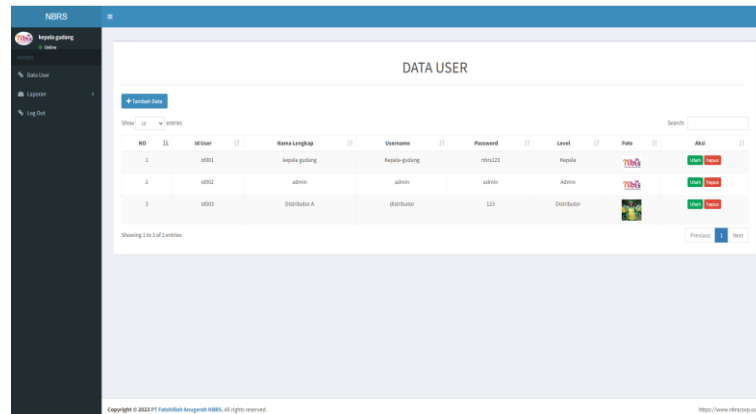 NBRS
kepala gudang
Online
Data User
Laporan
Log Out
DATA USER
+ Tambah Data
Show 10 entries
Search:
NO Id User Nama Lengkap Username Password Level Foto Aksi
1 id001 kepala gudang Kepala-gudang nbrs123 Kepala nibrs Ubah Hapus
2 id002 admin admin admin Admin nibrs Ubah Hapus
3 id003 Distributor A distributor 123 Distributor Ubah Hapus
Showing 1 to 3 of 3 entries
Previous 1 Next
Copyright © 2023 PT Fatahillah Anugerah NBRS. All rights reserved.